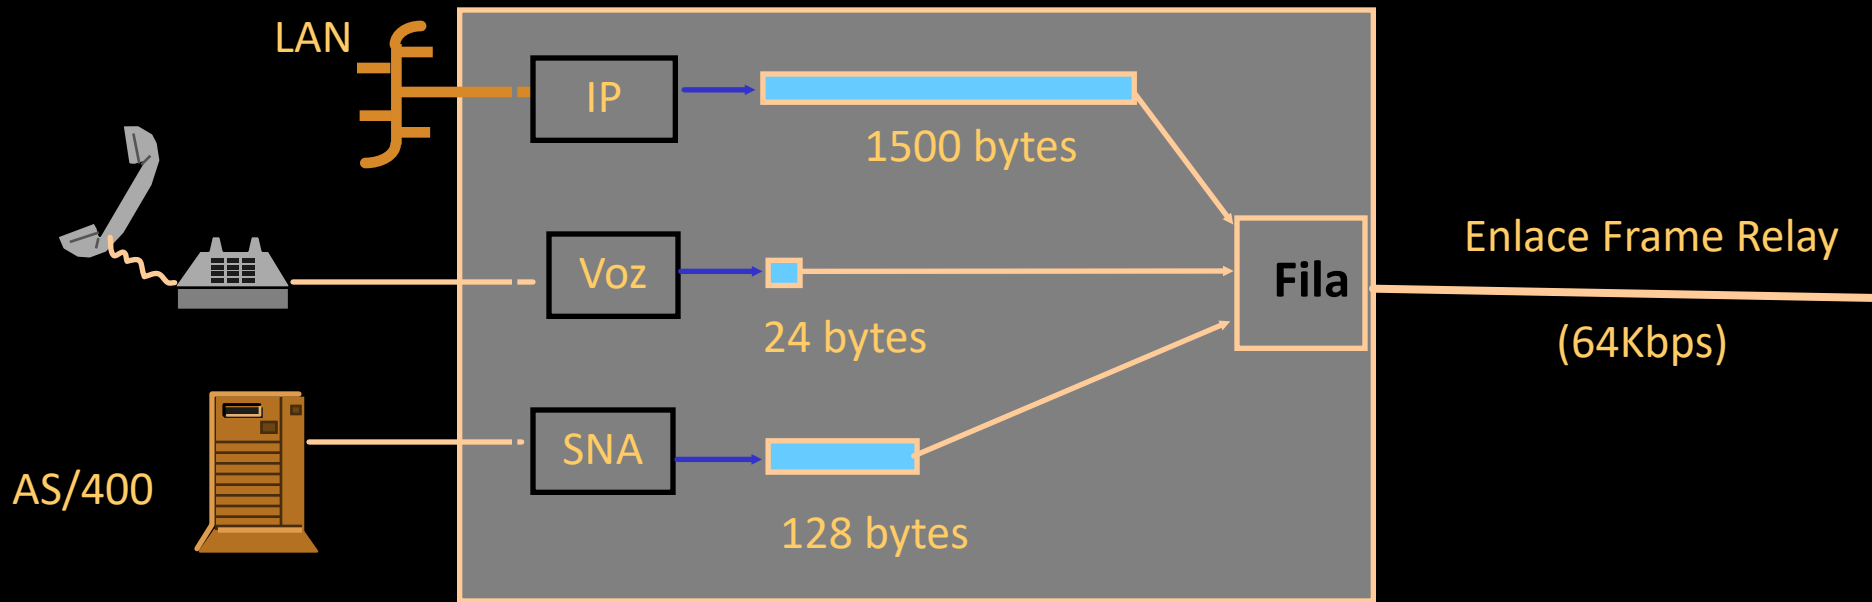 LAN
IP
1500 bytes
Voz
24 bytes
Fila
Enlace Frame Relay
(64Kbps)
SNA
128 bytes
AS/400